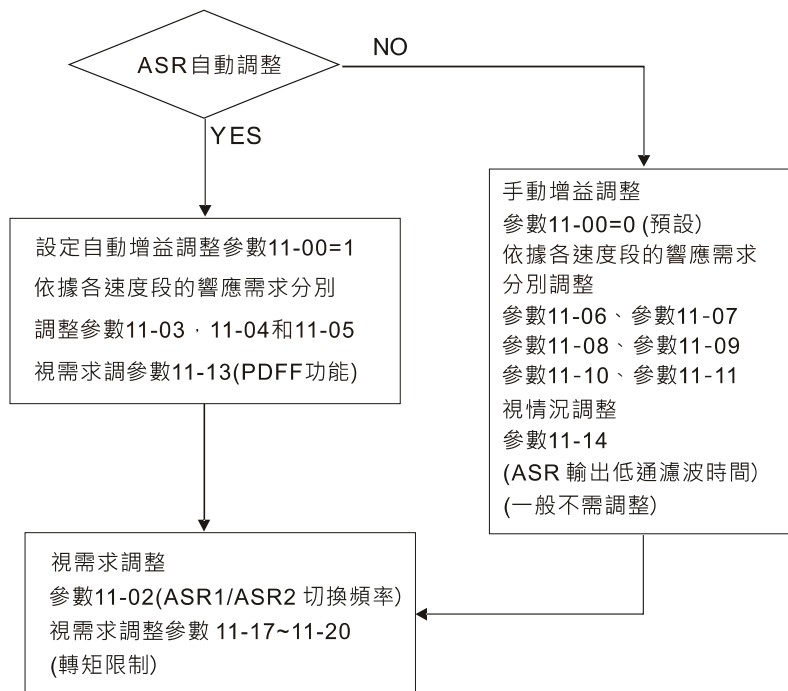 ASR自動調整
NO
YES
設定自動增益調整參數11-00=1
依據各速度段的響應需求分別
調整參數11-03，11-04和11-05
視需求調參數11-13(PDFF功能)
手動增益調整
參數11-00=0 (預設)
依據各速度段的響應需求
分別調整
參數11-06、參數11-07
參數11-08、參數11-09
參數11-10、參數11-11
視情況調整
參數11-14
(ASR 輸出低通濾波時間)
(一般不需調整)
視需求調整
參數11-02(ASR1/ASR2 切換頻率)
視需求調整參數 11-17~11-20
(轉矩限制)